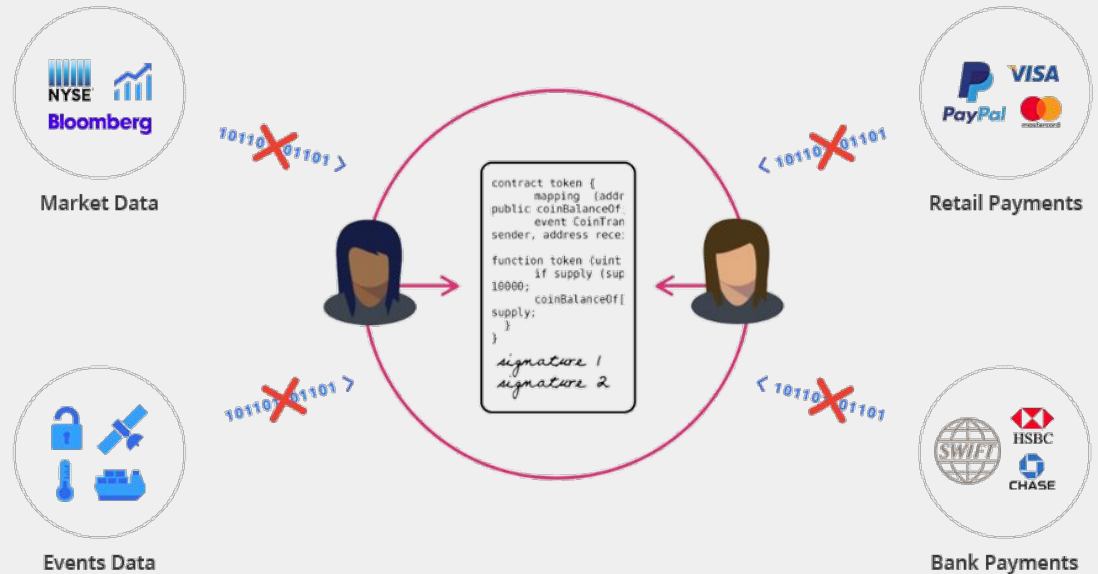 NYSE
Bloomberg
Market Data
101101 01101 >
PayPal
VISA
mastercard
Retail Payments
< 10110 01101
contract token {
mapping (addr
public coinBalanceOf
event CoinTran
sender, address rece
function token (uint
if supply (sup
10000;
coinBalanceOf[
supply;
}
}
signature 1
signature 2
Events Data
10110 01101 >
SWIFT
HSBC
CHASE
Bank Payments
< 10110 01101